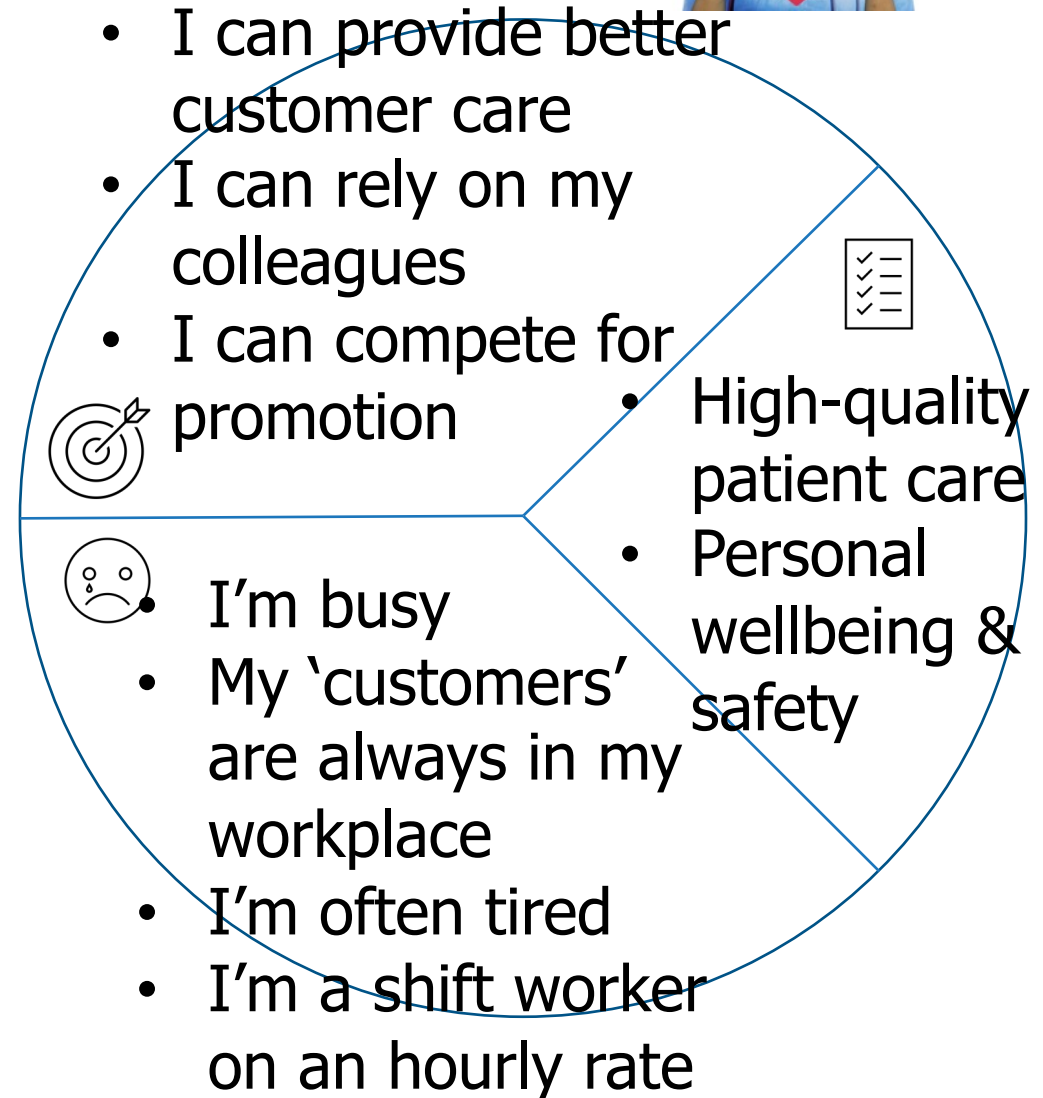 • I can provide better
customer care
• I can rely on my
colleagues
• I can compete for
promotion
• High-quality
patient care
• Personal
wellbeing &
safety
• I’m busy
• My ‘customers’
are always in my
workplace
• I’m often tired
• I’m a shift worker
on an hourly rate